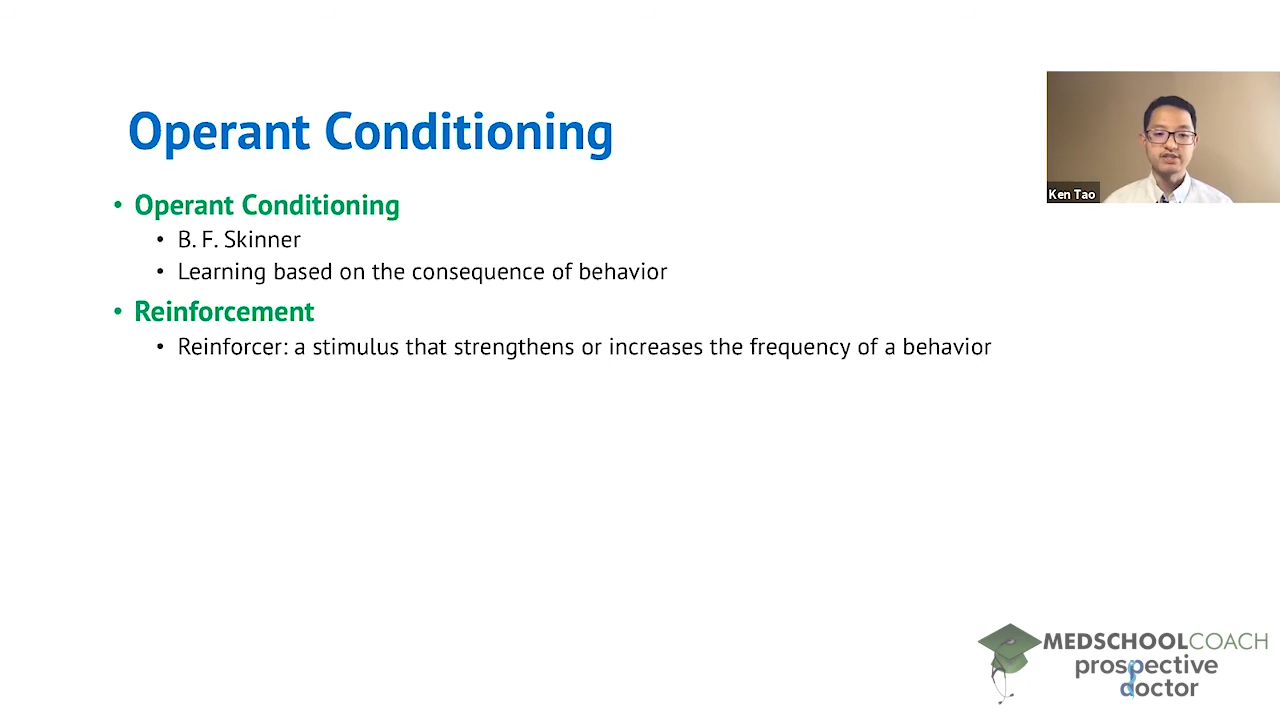 Operant Conditioning
Ken Tao
• Operant Conditioning
• B. F. Skinner
• Learning based on the consequence of behavior
• Reinforcement
• Reinforcer: a stimulus that strengthens or increases the frequency of a behavior
MEDSCHOOLCOACH
prospective
doctor